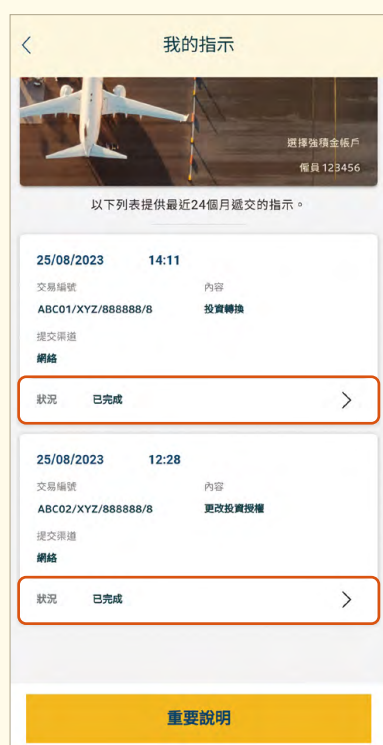 我的指示
選擇強積金帳戶
僱員 123456
以下列表提供最近24個月遞交的指示。
25/08/2023 14:11
交易編號 內容
ABC01/XYZ/888888/8 投資轉換
提交渠道
網絡
狀況 已完成
25/08/2023 12:28
交易編號 內容
ABC02/XYZ/888888/8 更改投資授權
提交渠道
網絡
狀況 已完成
重要說明